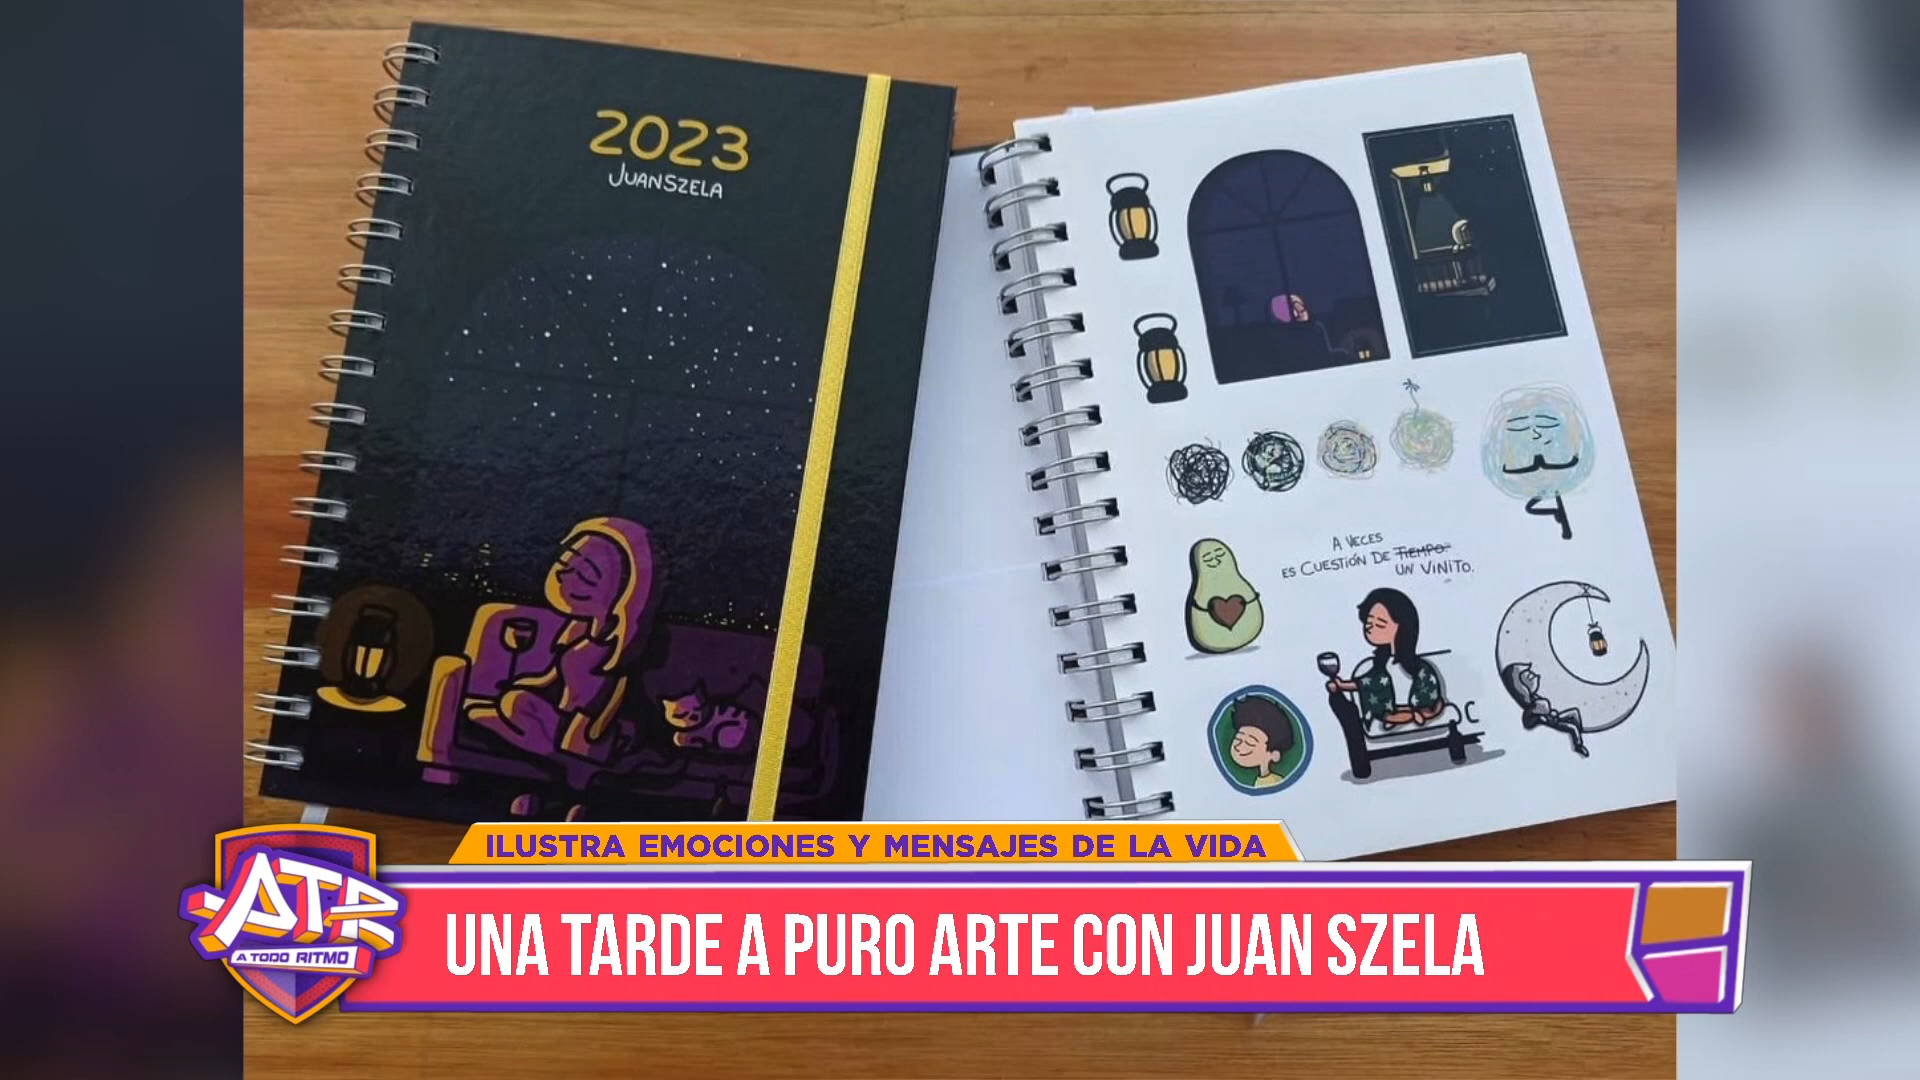 2023
JUANSZELA
A VECES
ES CUESTIÓN DE TIEMPO.
UN VINITO.
ILUSTRA EMOCIONES Y MENSAJES DE LA VIDA
ATR
A TODO RITMO
UNA TARDE A PURO ARTE CON JUAN SZELA